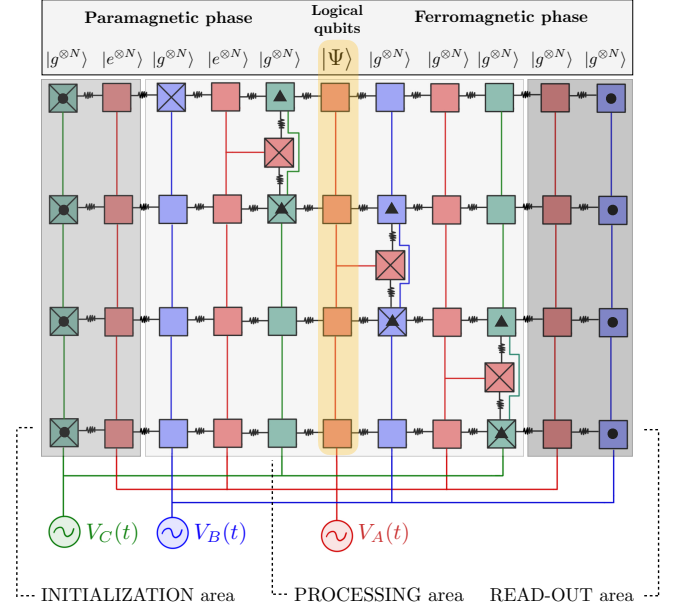 Paramagnetic phase
Logical qubits
Ferromagnetic phase
|g⊗N⟩ |e⊗N⟩ |g⊗N⟩ |e⊗N⟩ |g⊗N⟩ |Ψ⟩ |g⊗N⟩ |g⊗N⟩ |g⊗N⟩ |g⊗N⟩ |g⊗N⟩
V_C(t) V_B(t) V_A(t)
INITIALIZATION area PROCESSING area READ-OUT area